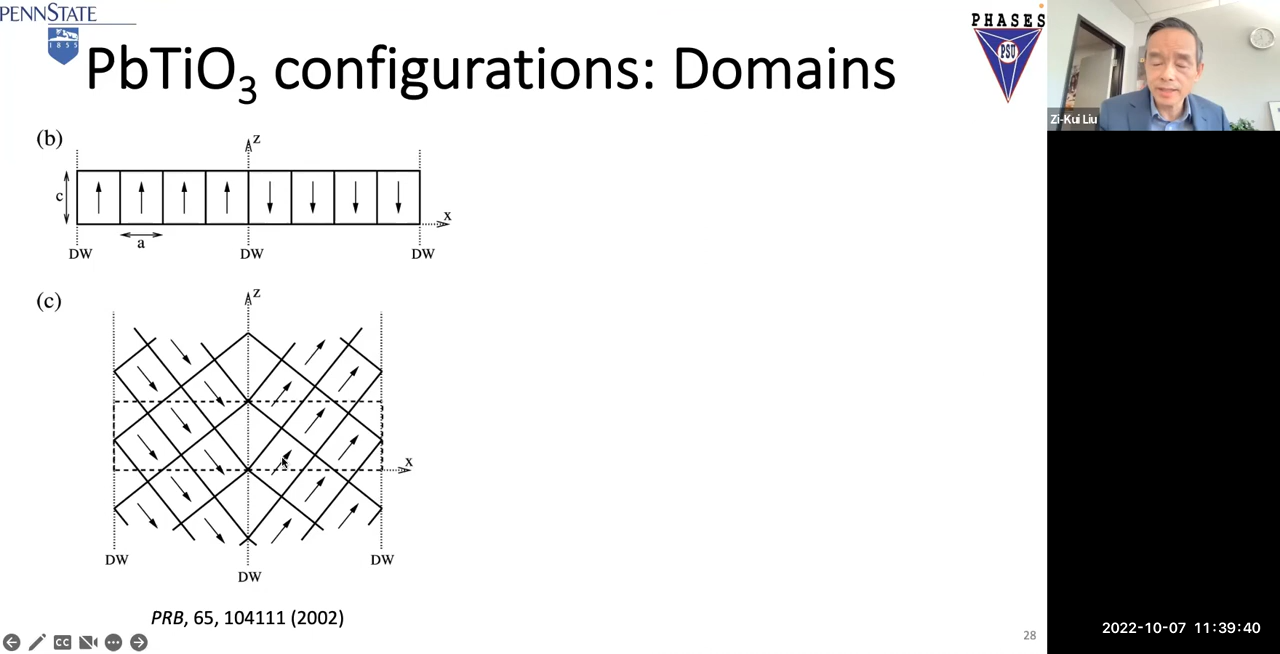 PENNSTATE
1855
PbTiO₃ configurations: Domains
PHASES
PSU
Zi-Kui Liu
(b)
z
c
x
a
DW
DW
DW
(c)
z
x
DW
DW
DW
PRB, 65, 104111 (2002)
CC
28
2022-10-07 11:39:40